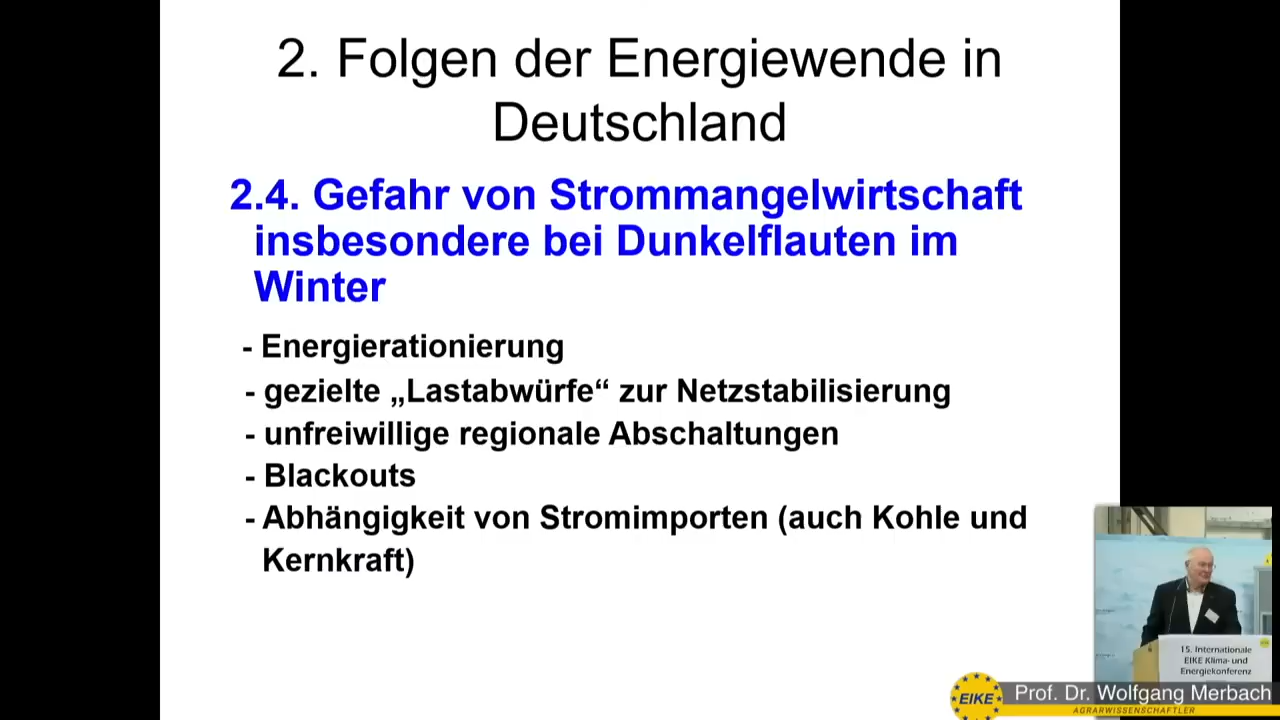 2. Folgen der Energiewende in
Deutschland
2.4. Gefahr von Strommangelwirtschaft
insbesondere bei Dunkelflauten im
Winter
- Energierationierung
- gezielte „Lastabwürfe“ zur Netzstabilisierung
- unfreiwillige regionale Abschaltungen
- Blackouts
- Abhängigkeit von Stromimporten (auch Kohle und
Kernkraft)
15. Internationale
EIKE Klima- und
Energiekonferenz
EIKE
Prof. Dr. Wolfgang Merbach
AGRARWISSENSCHAFTLER